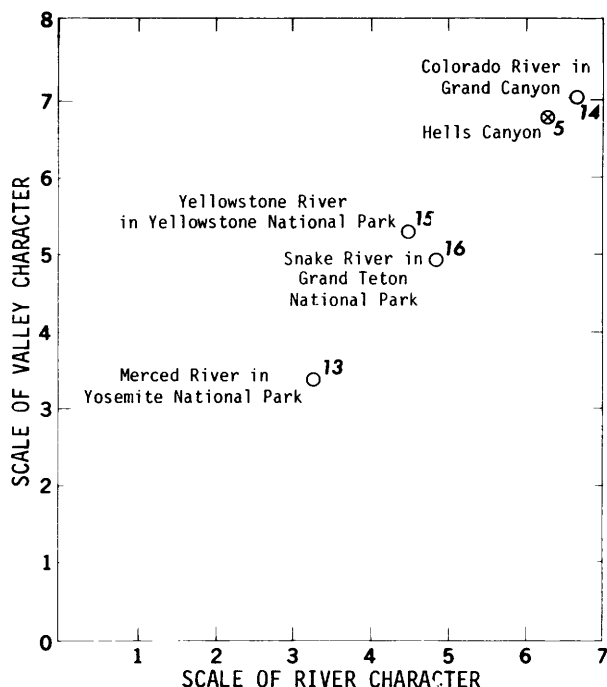 8
Colorado River in
Grand Canyon
14
7
Hells Canyon
5
6
Yellowstone River
in Yellowstone National Park
15
Snake River in
Grand Teton
National Park
16
5
4
Merced River in
Yosemite National Park
13
3
2
1
0
SCALE OF VALLEY CHARACTER
1 2 3 4 5 6 7
SCALE OF RIVER CHARACTER